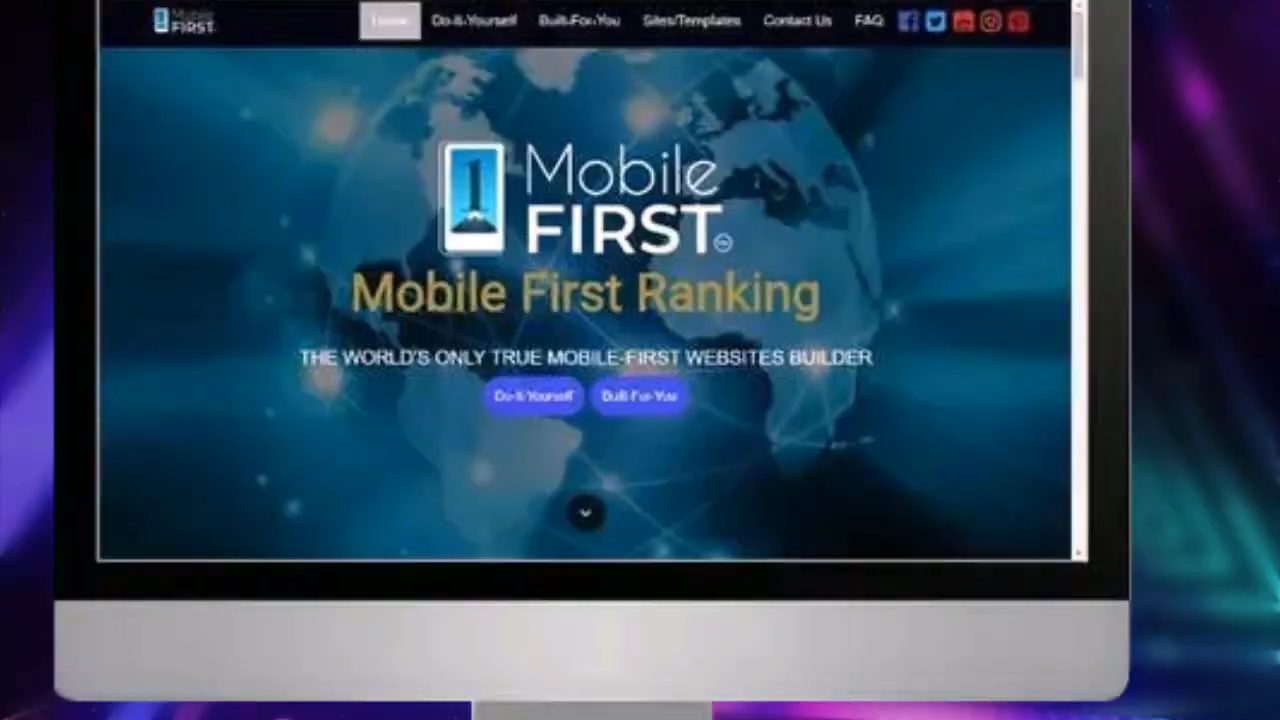 Mobile
FIRST
Home Do-It-Yourself Built-For-You Sites/Templates Contact Us FAQ
1 Mobile
FIRST
Mobile First Ranking
THE WORLD'S ONLY TRUE MOBILE-FIRST WEBSITES BUILDER
Do-It-Yourself Built-For-You